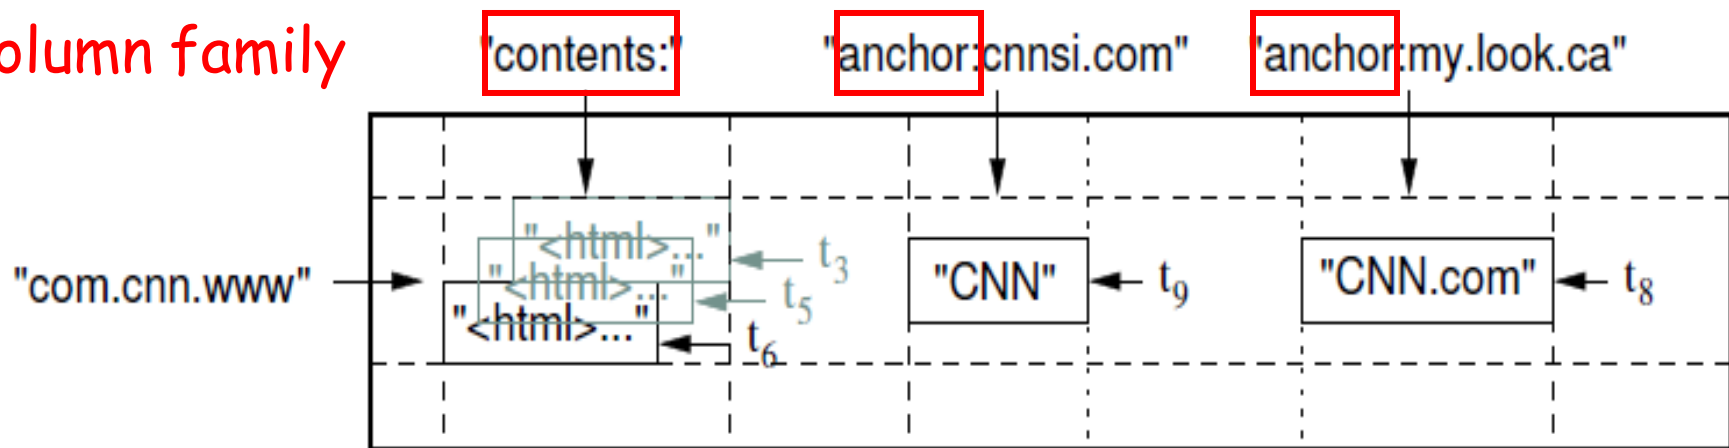 olumn family "contents:" "anchor:cnnsi.com" "anchor:my.look.ca"
"<html>..." t3
"com.cnn.www" "<html>..." t5 "CNN" t9 "CNN.com" t8
"<html>..." t6